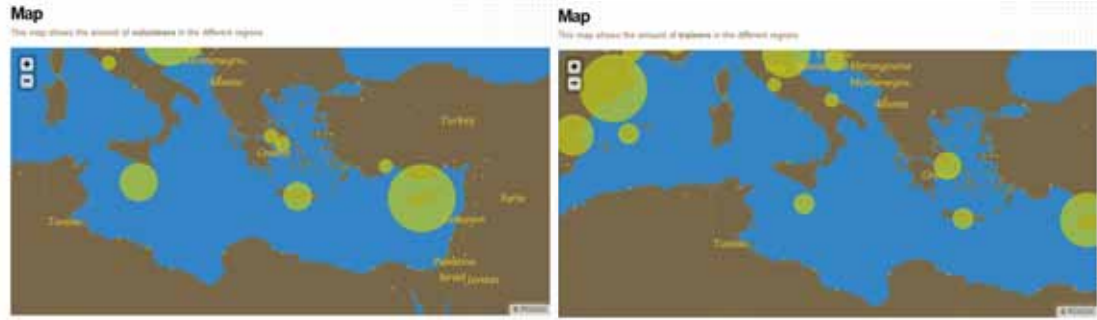 Map
This map shows the amount of volunteers in the different regions
+
−
Montenegro
Albania
Turkey
Greece
Syria
Tunisia
Lebanon
Palestine
Israel Jordan
Map
This map shows the amount of trainers in the different regions
+
−
Herzegovina
Montenegro
Albania
Tunisia